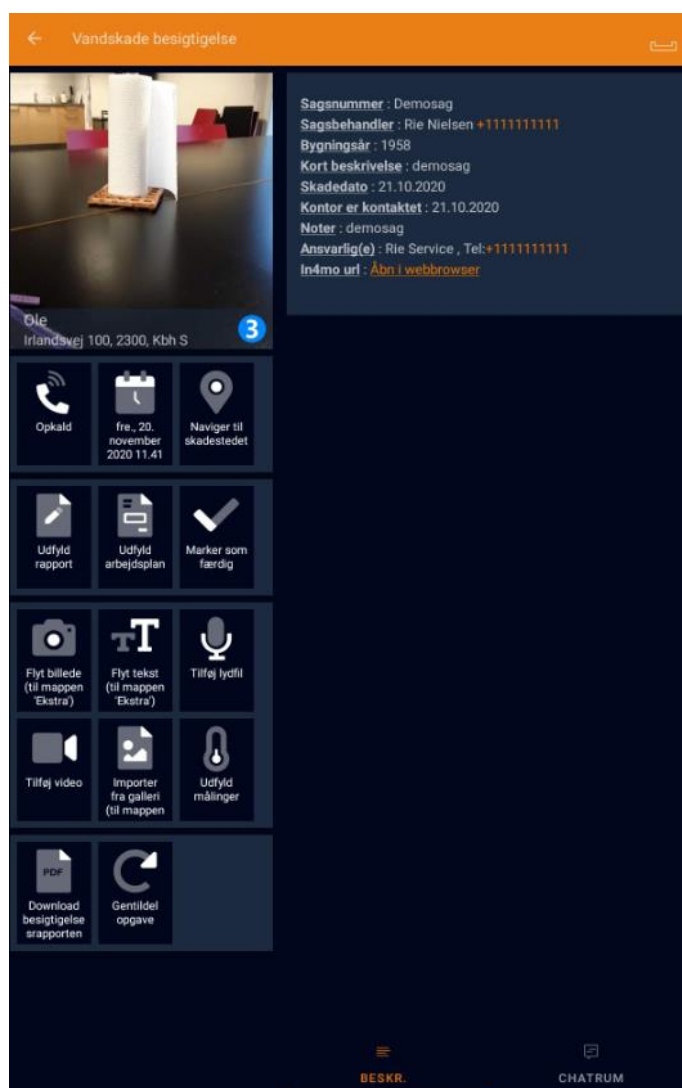 Vandskade besigtigelse
Sagsnummer : Demosag
Sagsbehandler : Rie Nielsen +1111111111
Bygningsår : 1958
Kort beskrivelse : demosag
Skadedato : 21.10.2020
Kontor er kontaktet : 21.10.2020
Noter : demosag
Ansvarlig(e) : Rie Service , Tel:+1111111111
In4mo url : Åbn i webbrowser
Ole
Irlandsvej 100, 2300, Kbh S
3
Opkald
fre., 20.
november
2020 11.41
Naviger til
skadestedet
Udfyld
rapport
Udfyld
arbejdsplan
Marker som
færdig
Flyt billede
(til mappen
'Ekstra')
Flyt tekst
(til mappen
'Ekstra')
Tilføj lydfil
Tilføj video
Importer
fra galleri
(til mappen
Udfyld
målinger
PDF
Download
besigtigelse
srapporten
Gentildel
opgave
BESKR.
CHATRUM